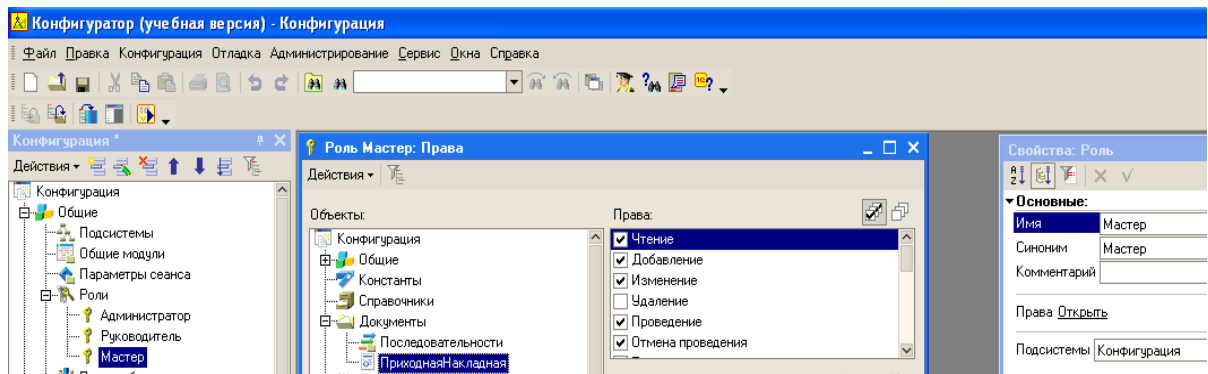 Конфигуратор (учебная версия) - Конфигурация
Файл Правка Конфигурация Отладка Администрирование Сервис Окна Справка
Конфигурация *
Действия
Конфигурация
Общие
Подсистемы
Общие модули
Параметры сеанса
Роли
Администратор
Руководитель
Мастер
Роль Мастер: Права
Действия
Объекты:
Конфигурация
Общие
Константы
Справочники
Документы
Последовательности
ПриходнаяНакладная
Права:
Чтение
Добавление
Изменение
Удаление
Проведение
Отмена проведения
Свойства: Роль
Основные:
Имя Мастер
Синоним Мастер
Комментарий
Права Открыть
Подсистемы Конфигурация